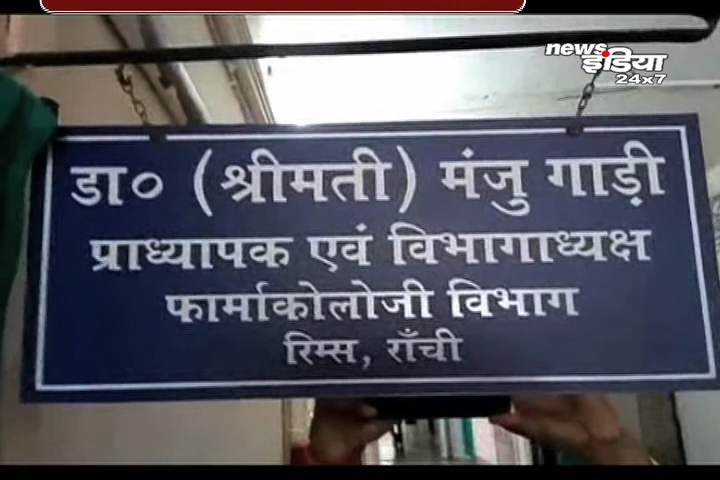 news
इंडिया
24x7
डा० (श्रीमती) मंजु गाड़ी
प्राध्यापक एवं विभागाध्यक्ष
फार्माकोलोजी विभाग
रिम्स, राँची